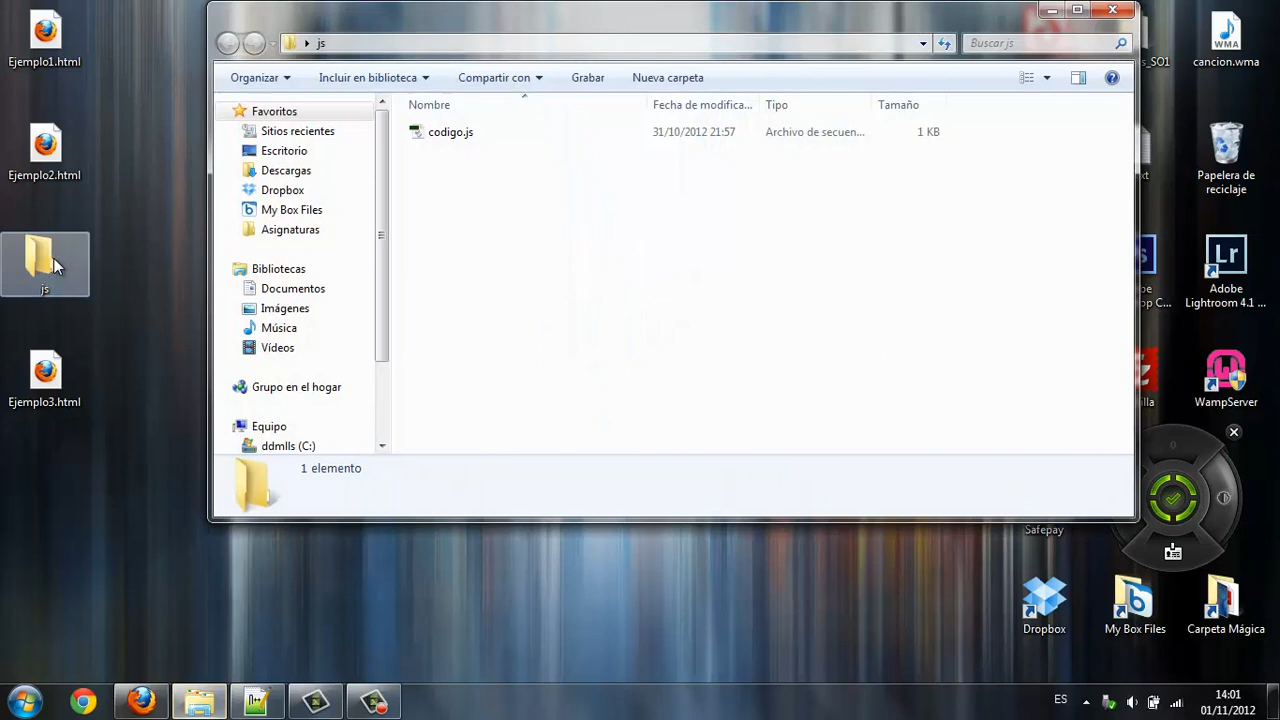 Ejemplo1.html
Ejemplo2.html
js
Ejemplo3.html
js
Buscar js
Organizar
Incluir en biblioteca
Compartir con
Grabar
Nueva carpeta
Favoritos
Sitios recientes
Escritorio
Descargas
Dropbox
My Box Files
Asignaturas
Bibliotecas
Documentos
Imágenes
Música
Vídeos
Grupo en el hogar
Equipo
ddmlls (C:)
Nombre
Fecha de modifica...
Tipo
Tamaño
codigo.js
31/10/2012 21:57
Archivo de secuen...
1 KB
1 elemento
_SO1
cancion.wma
WMA
Papelera de
reciclaje
Lr
Adobe
Lightroom 4.1 ...
WampServer
Safepay
Dropbox
My Box Files
Carpeta Mágica
ES
14:01
01/11/2012